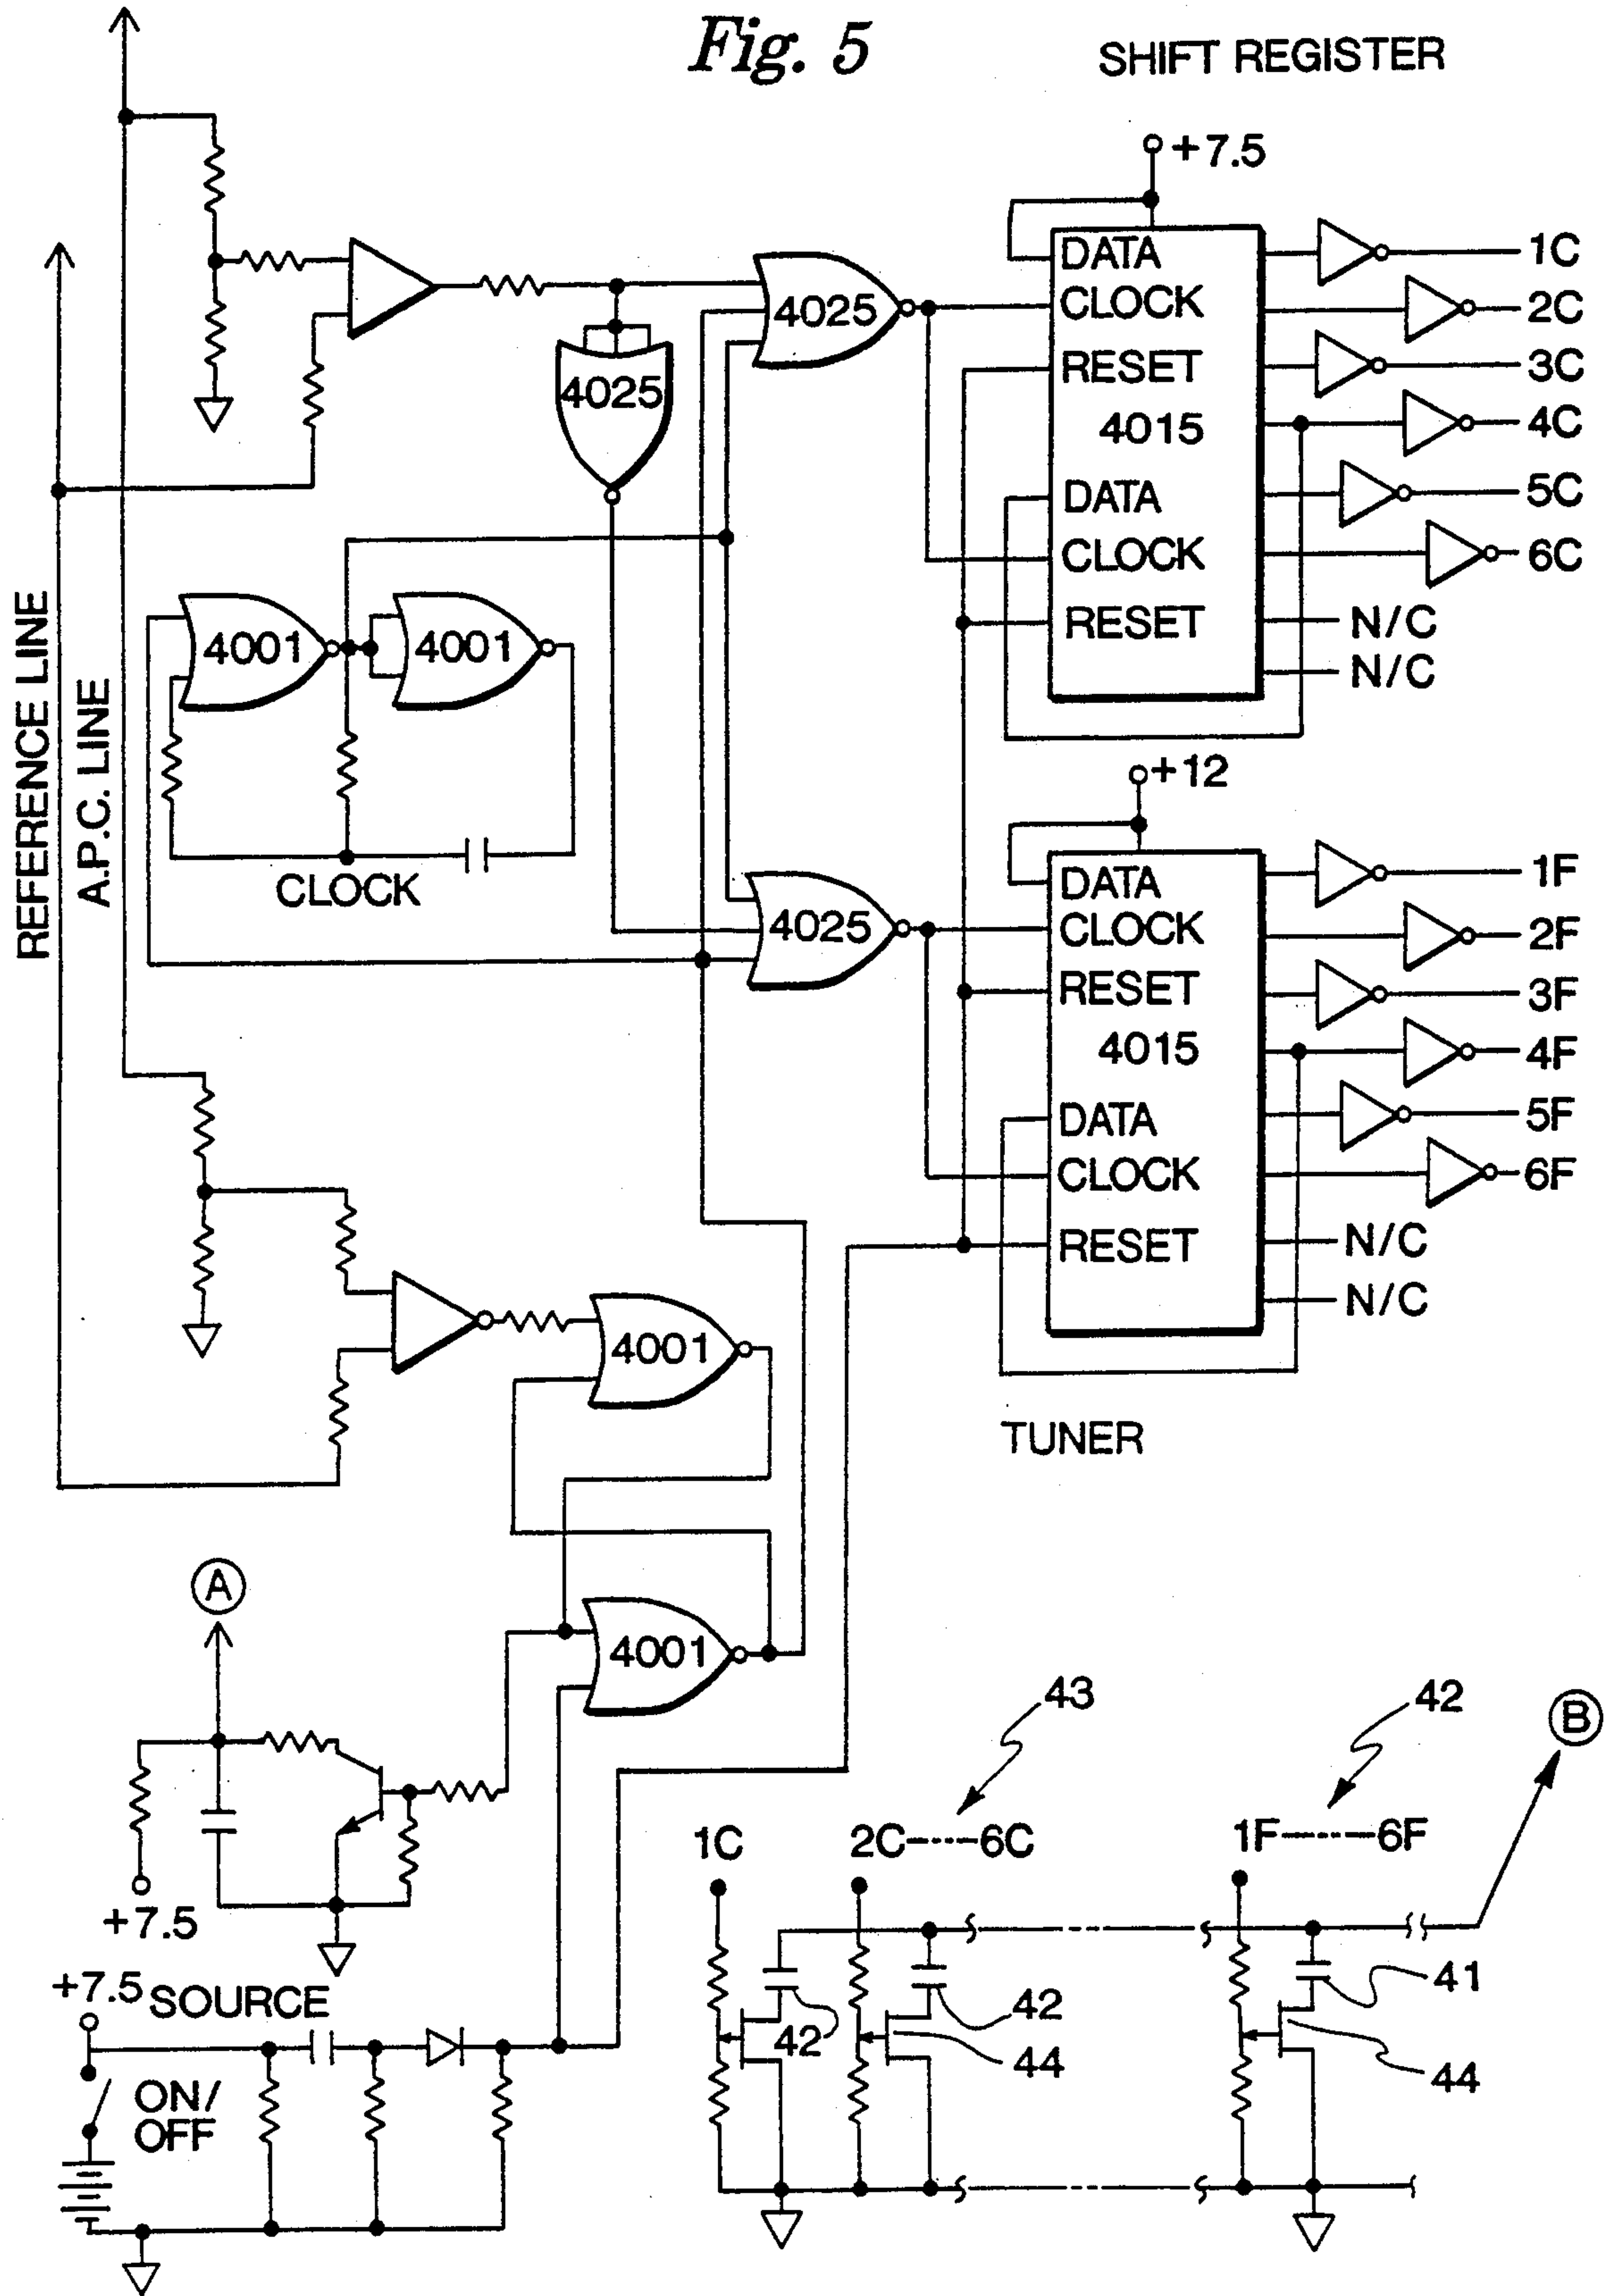 Fig. 5
SHIFT REGISTER
+7.5
DATA
CLOCK
RESET
4015
DATA
CLOCK
RESET
1C
2C
3C
4C
5C
6C
N/C
N/C
4025
4025
4001
4001
CLOCK
REFERENCE LINE
A.P.C. LINE
4025
+12
DATA
CLOCK
RESET
4015
DATA
CLOCK
RESET
1F
2F
3F
4F
5F
6F
N/C
N/C
TUNER
4001
4001
A
+7.5
+7.5 SOURCE
ON/
OFF
43
42
B
1C
2C----6C
1F-----6F
42
42
44
41
44